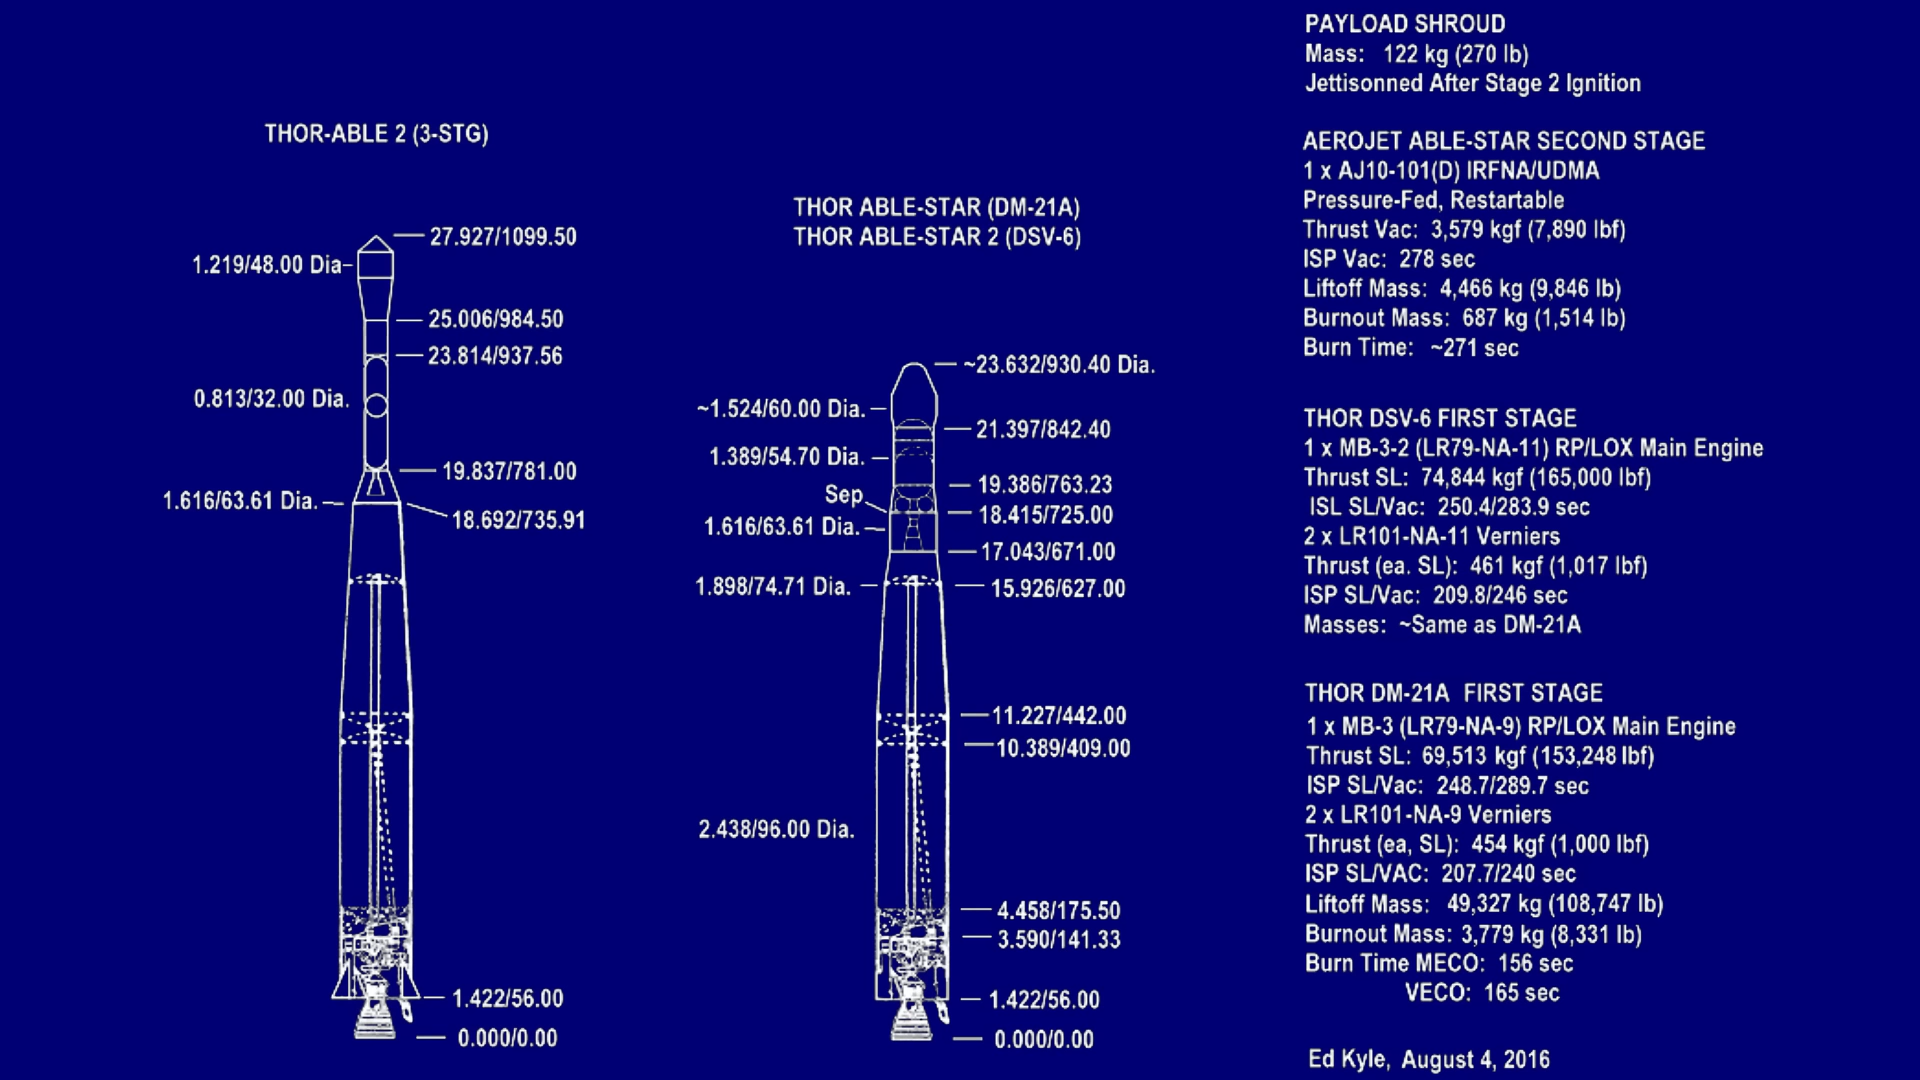 THOR-ABLE 2 (3-STG)
27.927/1099.50
1.219/48.00 Dia
25.006/984.50
23.814/937.56
0.813/32.00 Dia.
19.837/781.00
1.616/63.61 Dia.
18.692/735.91
1.422/56.00
0.000/0.00
THOR ABLE-STAR (DM-21A)
THOR ABLE-STAR 2 (DSV-6)
~23.632/930.40 Dia.
~1.524/60.00 Dia.
21.397/842.40
1.389/54.70 Dia.
19.386/763.23
Sep
18.415/725.00
1.616/63.61 Dia.
17.043/671.00
1.898/74.71 Dia.
15.926/627.00
11.227/442.00
10.389/409.00
2.438/96.00 Dia.
4.458/175.50
3.590/141.33
1.422/56.00
0.000/0.00
PAYLOAD SHROUD
Mass: 122 kg (270 lb)
Jettisonned After Stage 2 Ignition
AEROJET ABLE-STAR SECOND STAGE
1 x AJ10-101(D) IRFNA/UDMA
Pressure-Fed, Restartable
Thrust Vac: 3,579 kgf (7,890 lbf)
ISP Vac: 278 sec
Liftoff Mass: 4,466 kg (9,846 lb)
Burnout Mass: 687 kg (1,514 lb)
Burn Time: ~271 sec
THOR DSV-6 FIRST STAGE
1 x MB-3-2 (LR79-NA-11) RP/LOX Main Engine
Thrust SL: 74,844 kgf (165,000 lbf)
ISL SL/Vac: 250.4/283.9 sec
2 x LR101-NA-11 Verniers
Thrust (ea. SL): 461 kgf (1,017 lbf)
ISP SL/Vac: 209.8/246 sec
Masses: ~Same as DM-21A
THOR DM-21A FIRST STAGE
1 x MB-3 (LR79-NA-9) RP/LOX Main Engine
Thrust SL: 69,513 kgf (153,248 lbf)
ISP SL/Vac: 248.7/289.7 sec
2 x LR101-NA-9 Verniers
Thrust (ea, SL): 454 kgf (1,000 lbf)
ISP SL/VAC: 207.7/240 sec
Liftoff Mass: 49,327 kg (108,747 lb)
Burnout Mass: 3,779 kg (8,331 lb)
Burn Time MECO: 156 sec
VECO: 165 sec
Ed Kyle, August 4, 2016